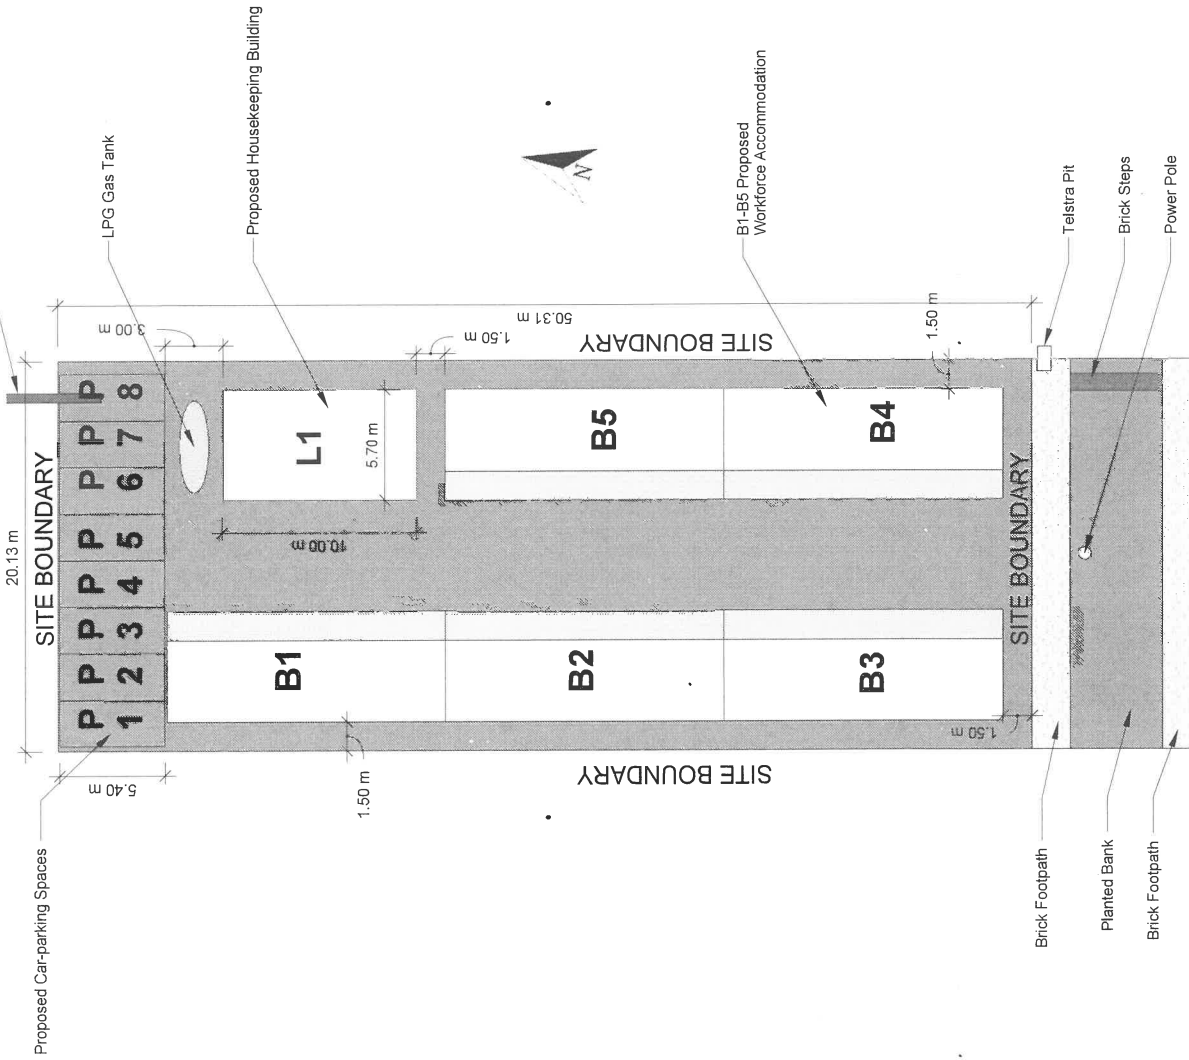 20.13 m
SITE BOUNDARY
P P P P P P P P
1 2 3 4 5 6 7 8
5.40 m
Proposed Car-parking Spaces
LPG Gas Tank
Proposed Housekeeping Building
3.00 m
L1
5.70 m
10.00 m
1.50 m
50.31 m
SITE BOUNDARY
N
B1-B5 Proposed
Workforce Accommodation
B1
B2
B3
B5
B4
1.50 m
1.50 m
SITE BOUNDARY
1.50 m
SITE BOUNDARY
Telstra Pit
Brick Steps
Power Pole
Brick Footpath
Planted Bank
Brick Footpath